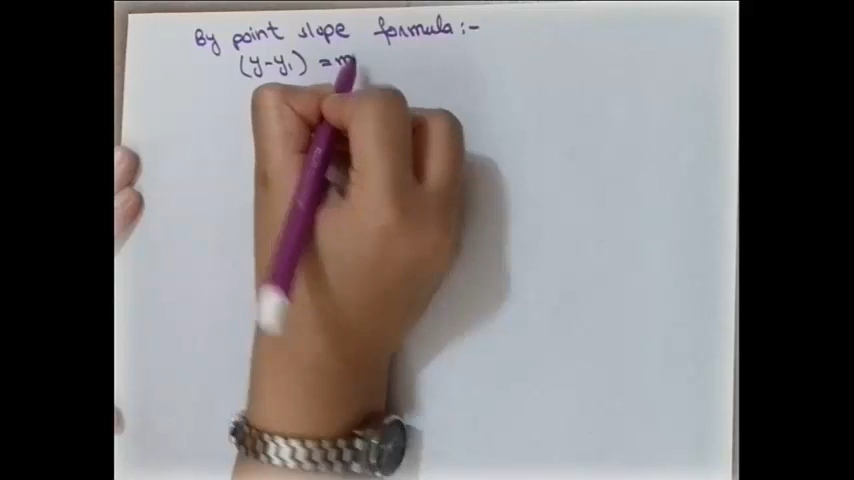 By point slope formula:-
(y-y₁) = m